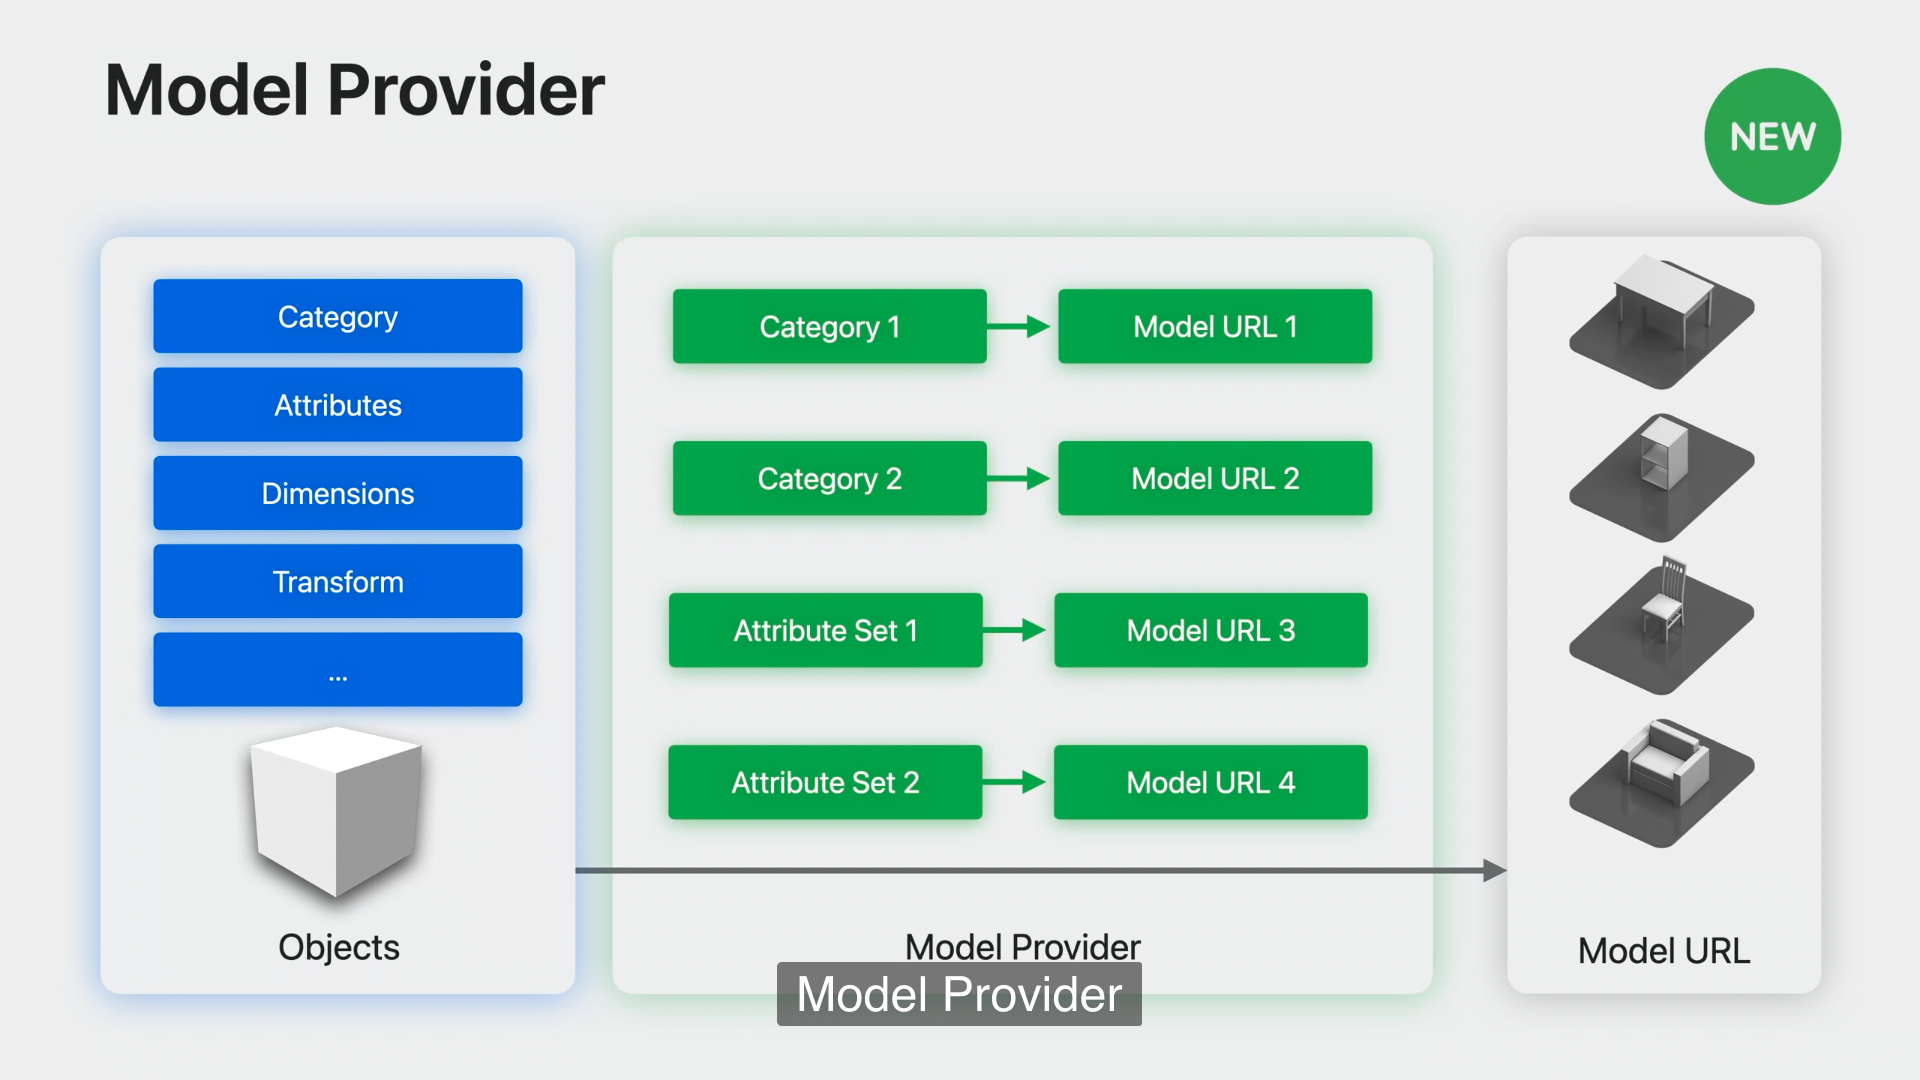 Model Provider
NEW
Category
Attributes
Dimensions
Transform
...
Objects
Category 1
Model URL 1
Category 2
Model URL 2
Attribute Set 1
Model URL 3
Attribute Set 2
Model URL 4
Model Provider
Model URL
Model Provider